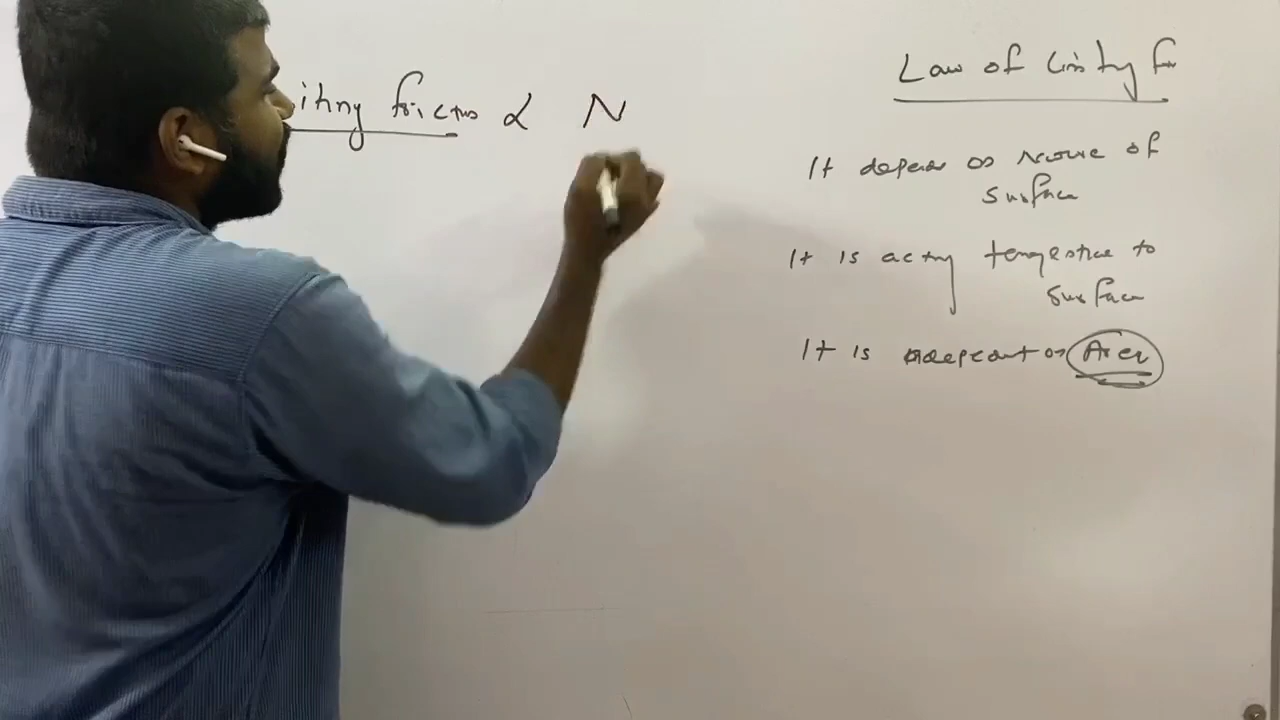 iting friction ∝ N
Law of Limitng fr
It depends on Nature of
surface
It is acting tangential to
surface
It is independent on Area